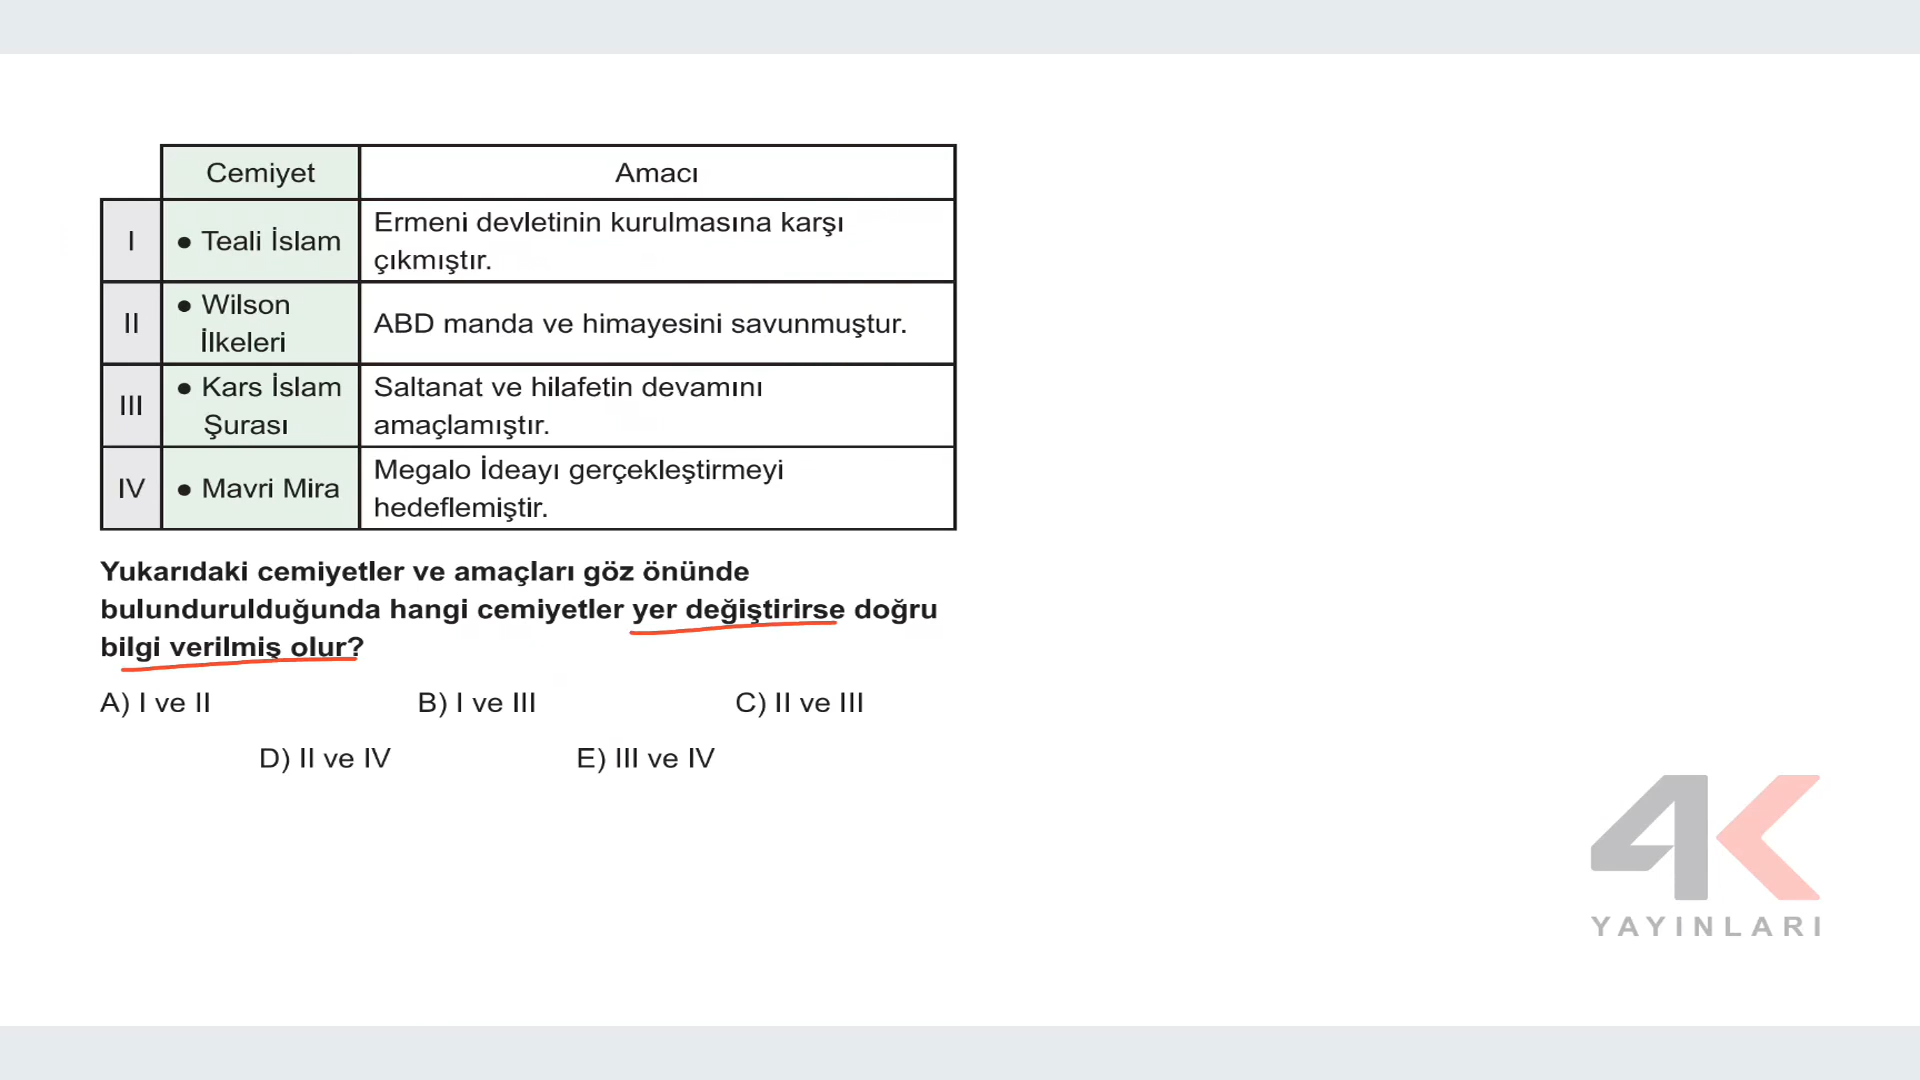 Cemiyet Amacı
I ● Teali İslam Ermeni devletinin kurulmasına karşı
çıkmıştır.
II ● Wilson
İlkeleri ABD manda ve himayesini savunmuştur.
III ● Kars İslam
Şurası Saltanat ve hilafetin devamını
amaçlamıştır.
IV ● Mavri Mira Megalo İdeayı gerçekleştirmeyi
hedeflemiştir.
Yukarıdaki cemiyetler ve amaçları göz önünde
bulundurulduğunda hangi cemiyetler yer değiştirirse doğru
bilgi verilmiş olur?
A) I ve II B) I ve III C) II ve III
D) II ve IV E) III ve IV
4K
YAYINLARI